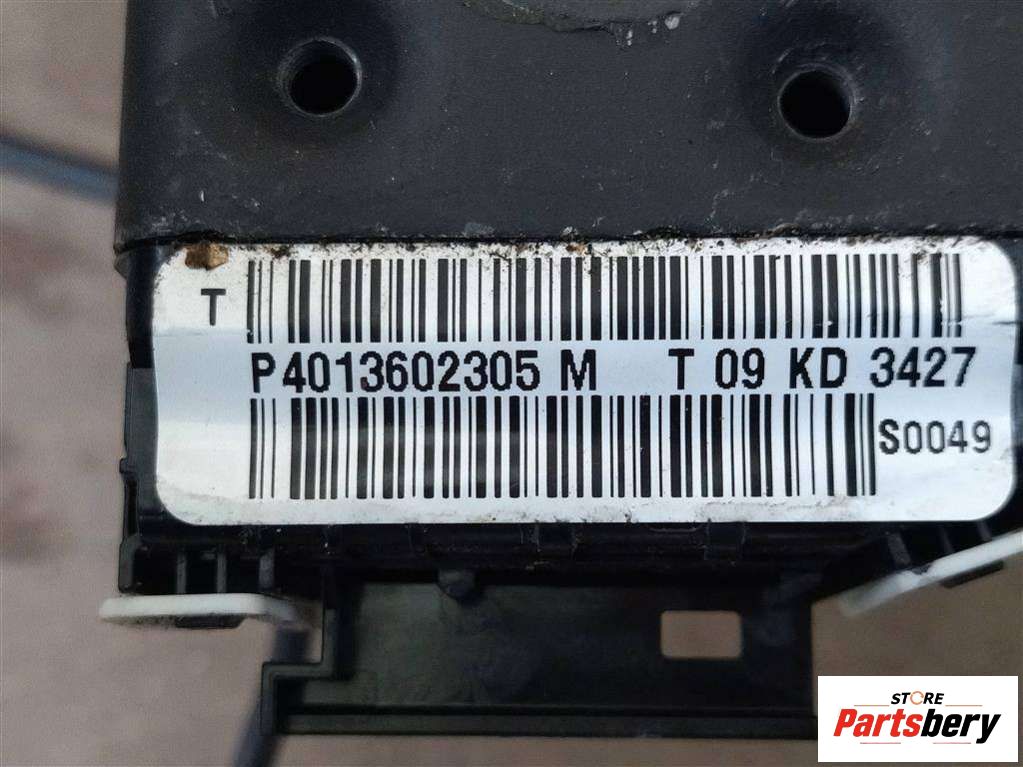 T
P4013602305 M T 09 KD 3427
S0049
STORE
Partsbery